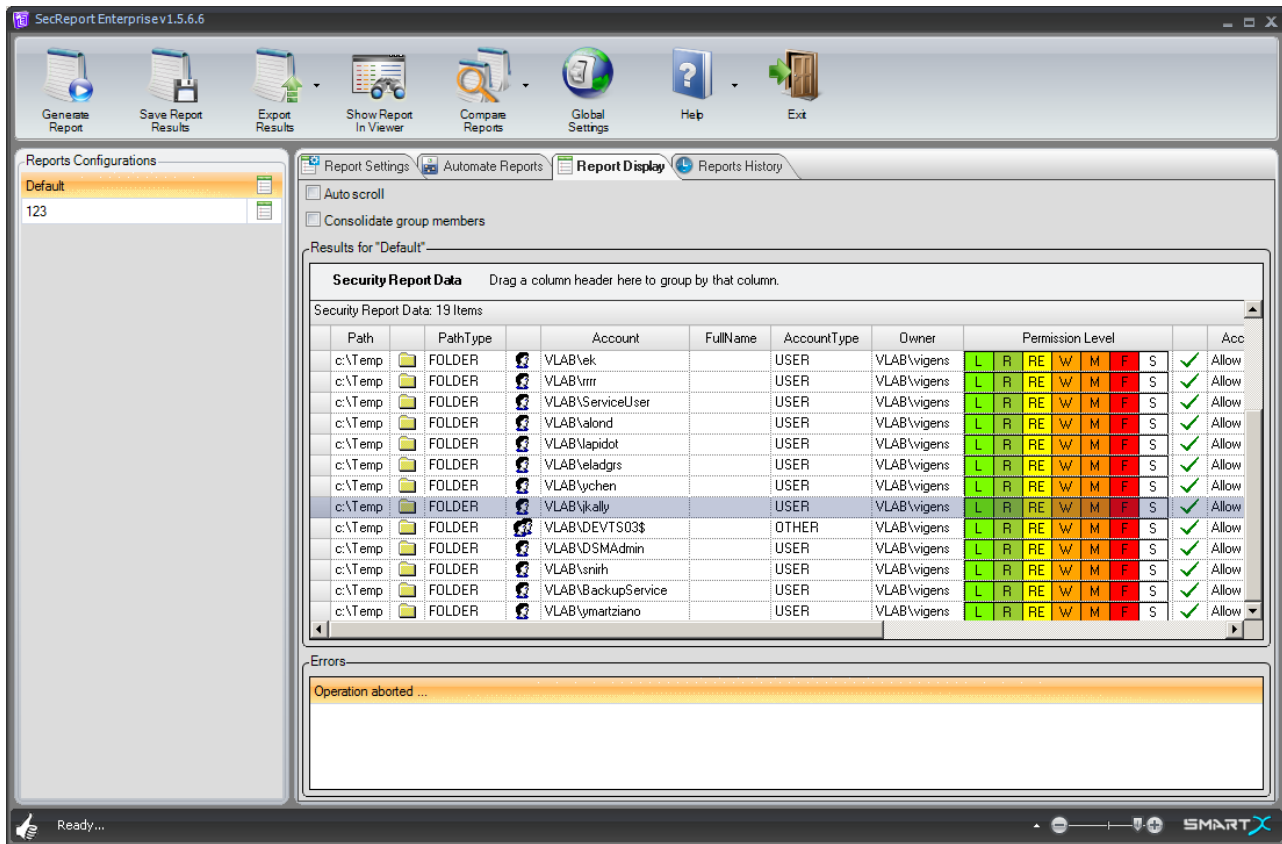 SecReport Enterprise v1.5.6.6
Generate Report
Save Report Results
Export Results
Show Report In Viewer
Compare Reports
Global Settings
Help
Exit
Reports Configurations
Default
123
Report Settings Automate Reports Report Display Reports History
Auto scroll
Consolidate group members
Results for "Default"
Security Report Data Drag a column header here to group by that column.
Security Report Data: 19 Items
Path PathType Account FullName AccountType Owner Permission Level Acc
c:\Temp FOLDER VLAB\ek USER VLAB\vigens L R RE W M F S Allow
c:\Temp FOLDER VLAB\rrrr USER VLAB\vigens L R RE W M F S Allow
c:\Temp FOLDER VLAB\ServiceUser USER VLAB\vigens L R RE W M F S Allow
c:\Temp FOLDER VLAB\alond USER VLAB\vigens L R RE W M F S Allow
c:\Temp FOLDER VLAB\lapidot USER VLAB\vigens L R RE W M F S Allow
c:\Temp FOLDER VLAB\eladgrs USER VLAB\vigens L R RE W M F S Allow
c:\Temp FOLDER VLAB\ychen USER VLAB\vigens L R RE W M F S Allow
c:\Temp FOLDER VLAB\jkally USER VLAB\vigens L R RE W M F S Allow
c:\Temp FOLDER VLAB\DEVTS03$ OTHER VLAB\vigens L R RE W M F S Allow
c:\Temp FOLDER VLAB\DSMAdmin USER VLAB\vigens L R RE W M F S Allow
c:\Temp FOLDER VLAB\snirh USER VLAB\vigens L R RE W M F S Allow
c:\Temp FOLDER VLAB\BackupService USER VLAB\vigens L R RE W M F S Allow
c:\Temp FOLDER VLAB\ymartziano USER VLAB\vigens L R RE W M F S Allow
Errors
Operation aborted ...
Ready...
SMARTX